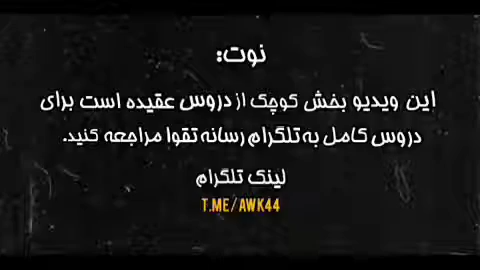 نوت:
این ویدیو بخش کوچک از دروس عقیده است برای
دروس کامل به تلگرام رسانه تقوا مراجعه کنید.
لینک تلگرام
T.ME/AWK44